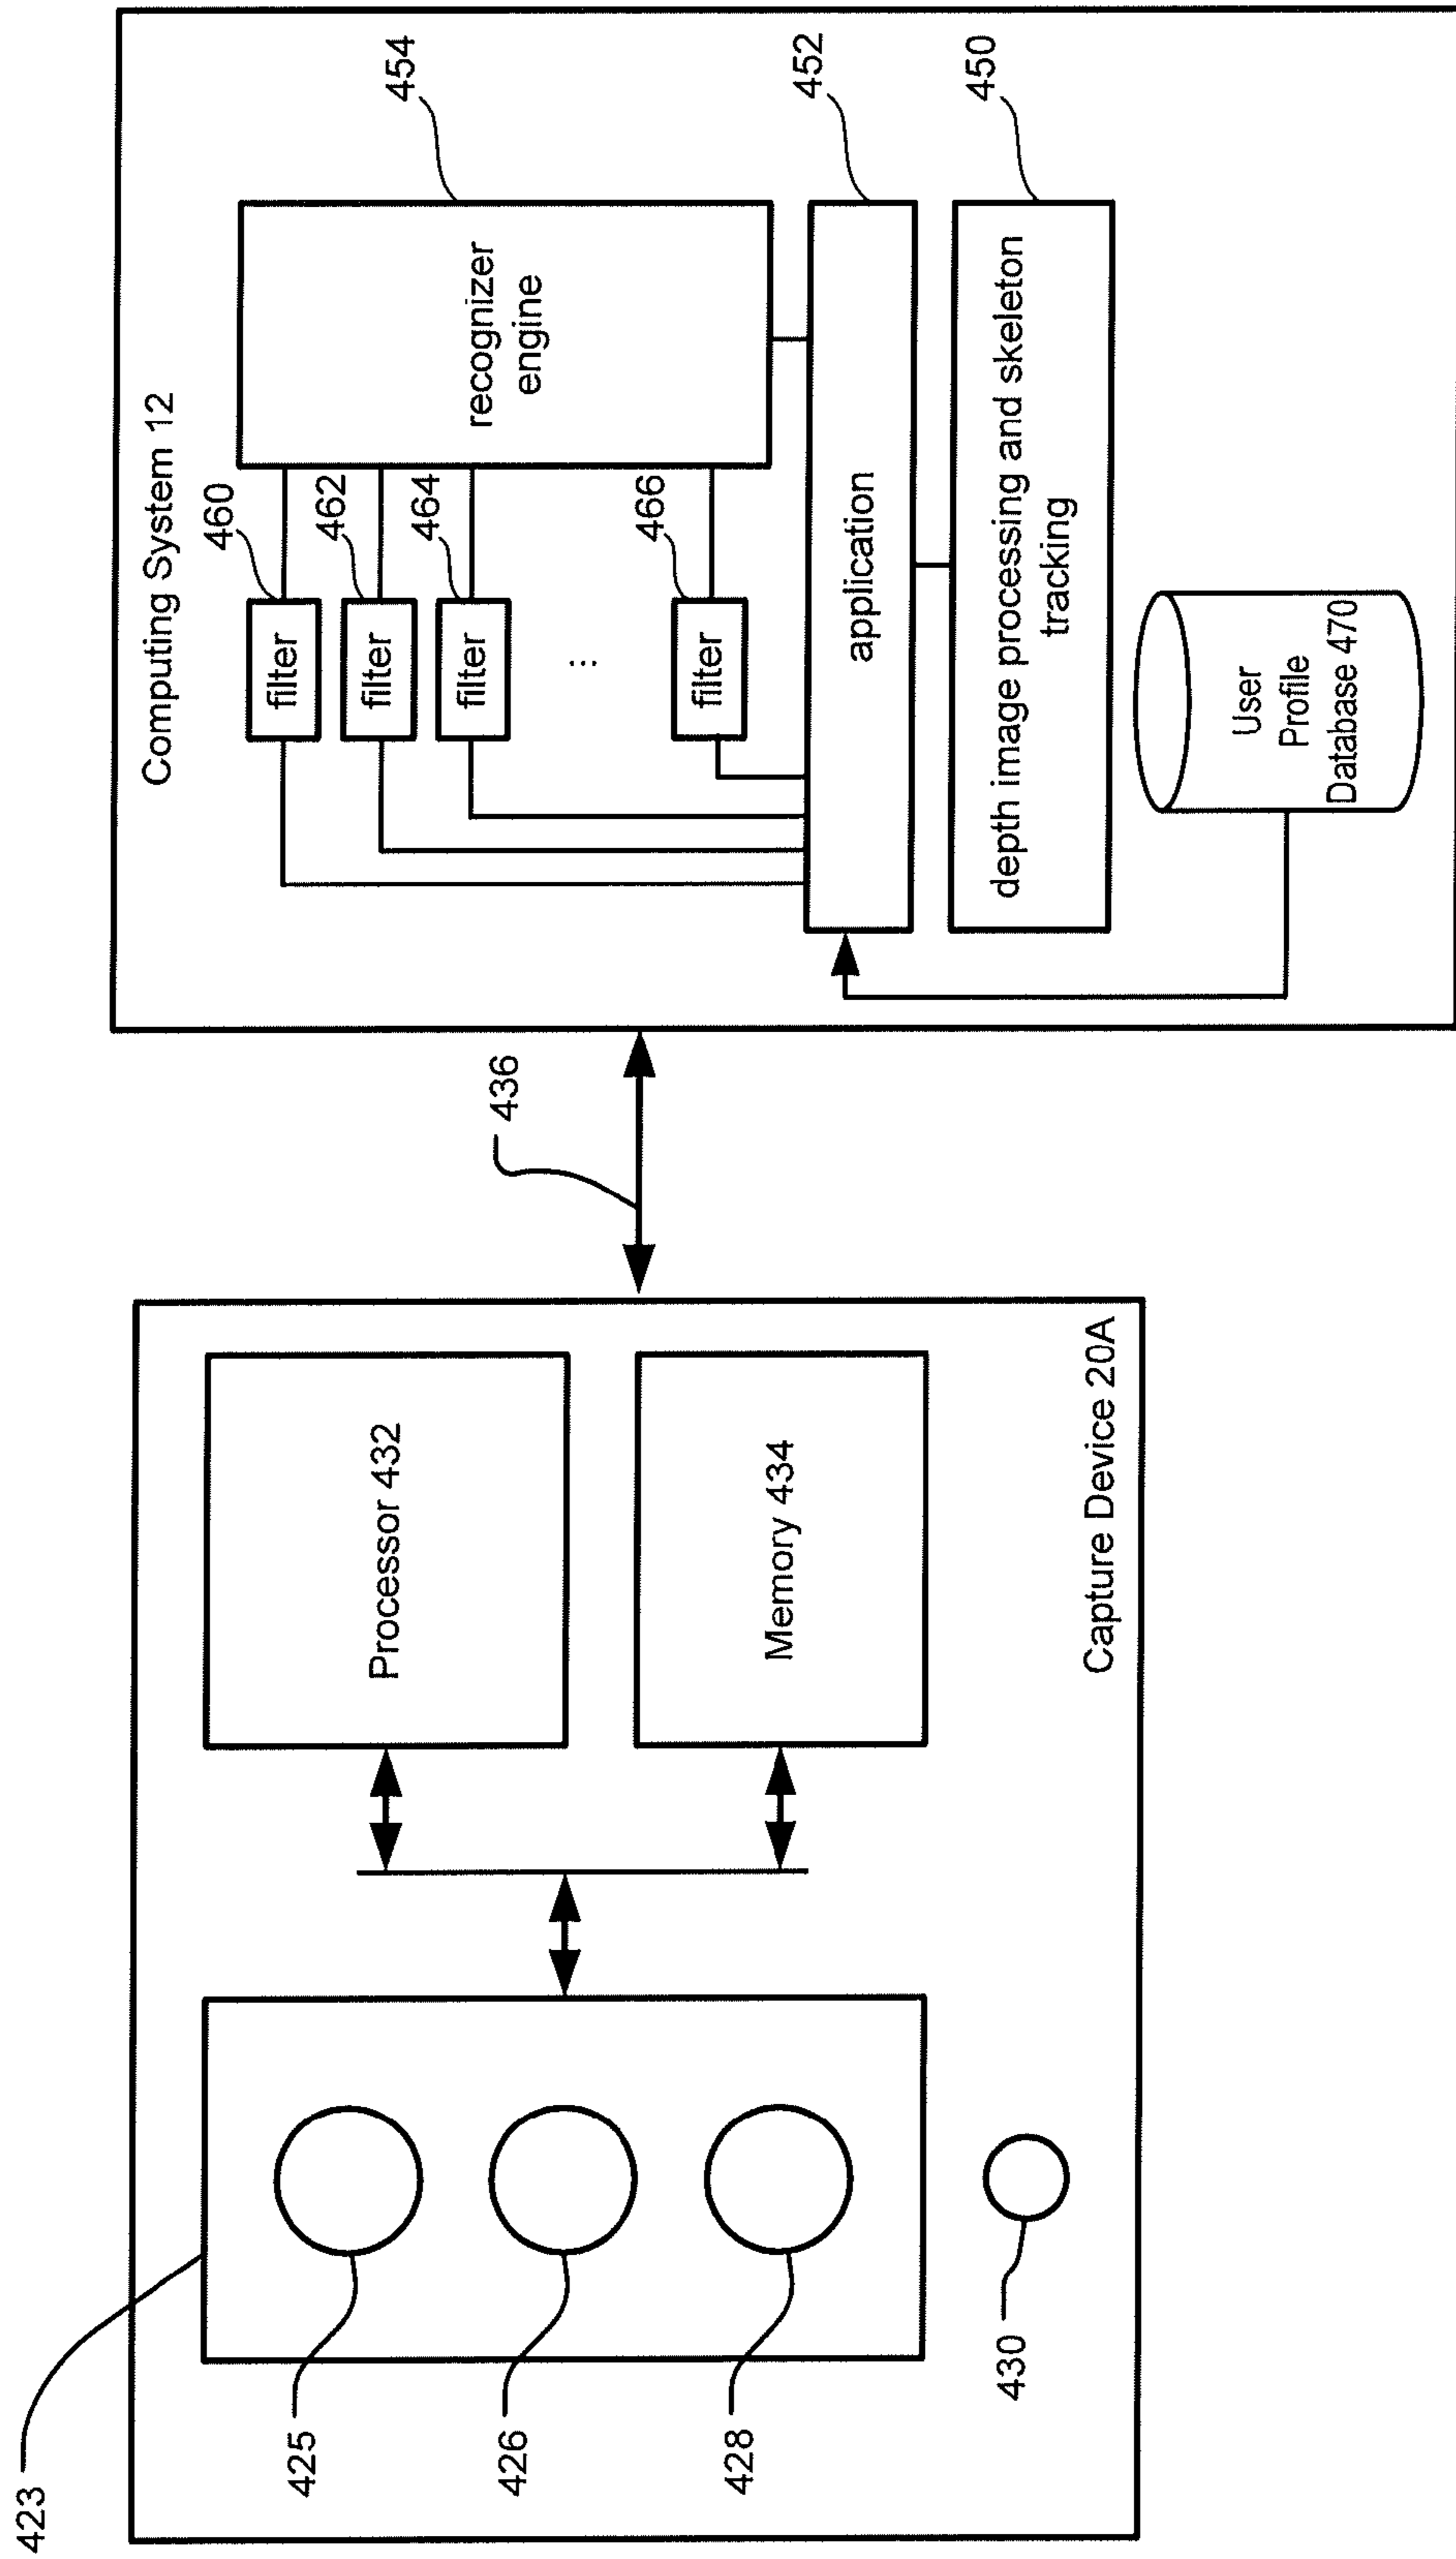 Computing System 12
460
462
464
466
454
filter
filter
filter
...
filter
recognizer
engine
452
application
450
depth image processing and skeleton
tracking
User
Profile
Database 470
436
423
425
426
428
430
Processor 432
Memory 434
Capture Device 20A